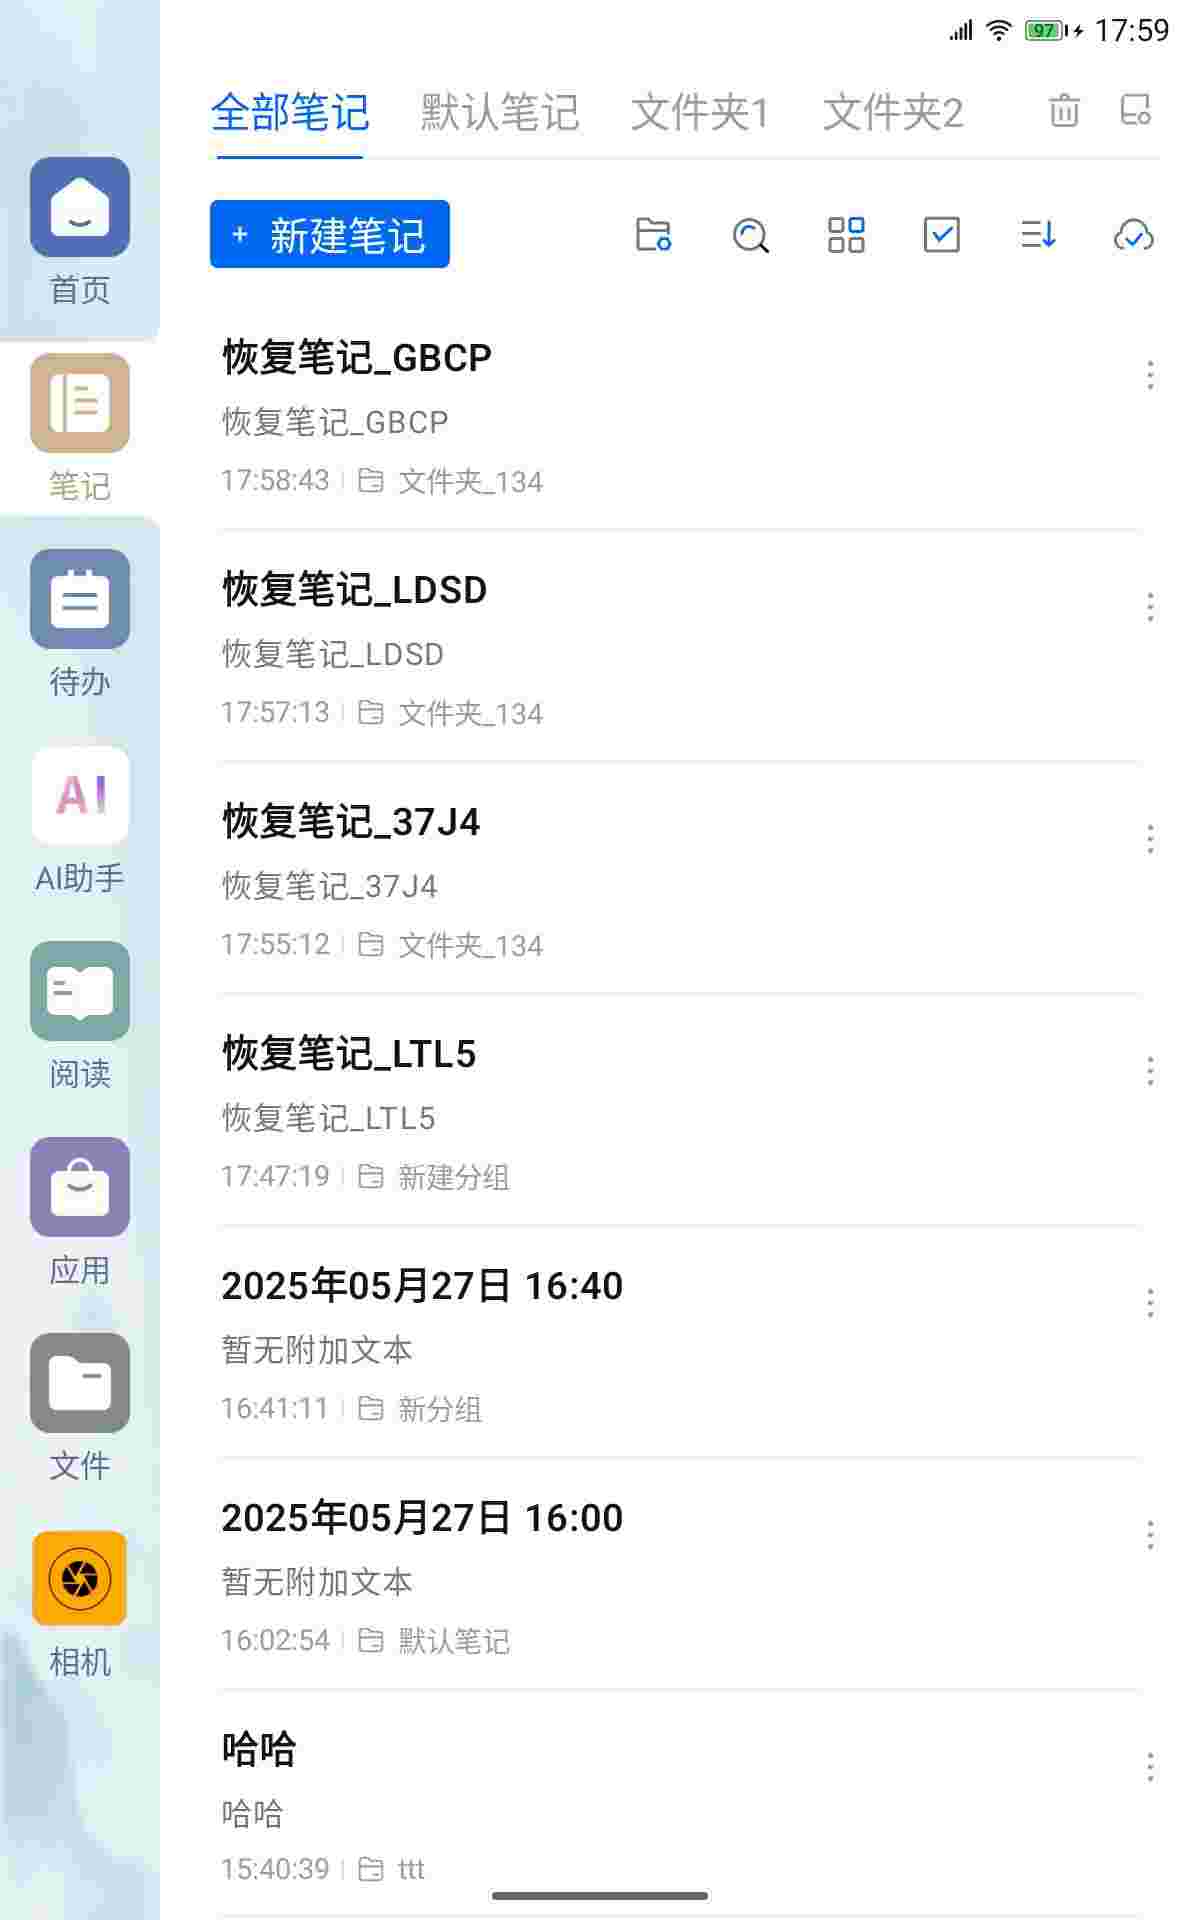 97 17:59
全部笔记 默认笔记 文件夹1 文件夹2
+ 新建笔记
首页
笔记
待办
AI
AI助手
阅读
应用
文件
相机
恢复笔记_GBCP
恢复笔记_GBCP
17:58:43 文件夹_134
恢复笔记_LDSD
恢复笔记_LDSD
17:57:13 文件夹_134
恢复笔记_37J4
恢复笔记_37J4
17:55:12 文件夹_134
恢复笔记_LTL5
恢复笔记_LTL5
17:47:19 新建分组
2025年05月27日 16:40
暂无附加文本
16:41:11 新分组
2025年05月27日 16:00
暂无附加文本
16:02:54 默认笔记
哈哈
哈哈
15:40:39 ttt